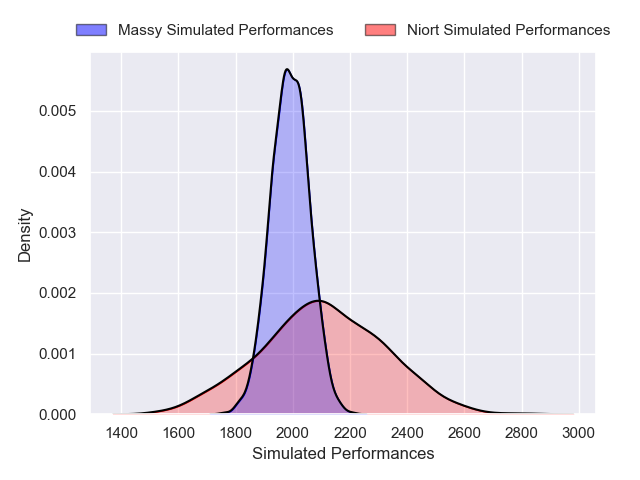 Massy Simulated Performances
Niort Simulated Performances
Density
0.005
0.004
0.003
0.002
0.001
0.000
1400 1600 1800 2000 2200 2400 2600 2800 3000
Simulated Performances